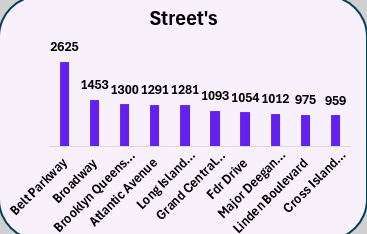 Street's
2625
1453
1300
1291
1281
1093
1054
1012
975
959
Belt Parkway
Broadway
Brooklyn Queens...
Atlantic Avenue
Long Island...
Grand Central...
Fdr Drive
Major Deegan...
Linden Boulevard
Cross Island...